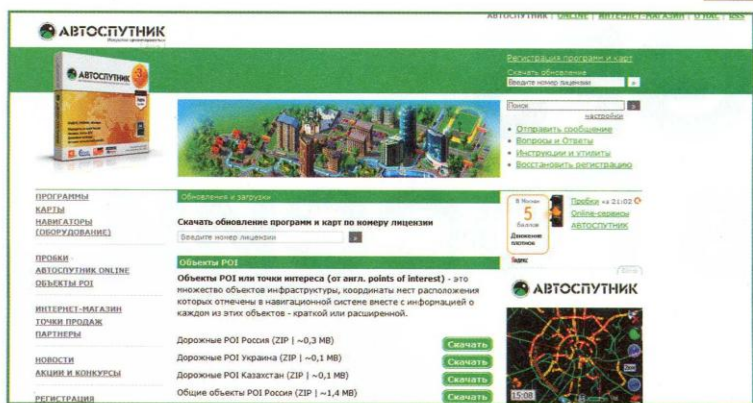 АВТОСПУТНИК | ONLINE | ИНТЕРНЕТ-МАГАЗИН | О НАС | RSS
АВТОСПУТНИК
АВТОСПУТНИК
3
Регистрация программ и карт
Скачать обновление
Введите номер лицензии
Поиск
настройки
Отправить сообщение
Вопросы и Ответы
Инструкции и утилиты
Восстановить регистрацию
ПРОГРАММЫ
КАРТЫ
НАВИГАТОРЫ
(ОБОРУДОВАНИЕ)
ПРОБКИ -
АВТОСПУТНИК ONLINE
ОБЪЕКТЫ POI
ИНТЕРНЕТ-МАГАЗИН
ТОЧКИ ПРОДАЖ
ПАРТНЕРЫ
НОВОСТИ
АКЦИИ И КОНКУРСЫ
РЕГИСТРАЦИЯ
Обновления и загрузки
Скачать обновление программ и карт по номеру лицензии
Введите номер лицензии
Объекты POI
Объекты POI или точки интереса (от англ. points of interest) - это
множество объектов инфраструктуры, координаты мест расположения
которых отмечены в навигационной системе вместе с информацией о
каждом из этих объектов - краткой или расширенной.
Дорожные POI Россия (ZIP | ~0,3 MB) Скачать
Дорожные POI Украина (ZIP | ~0,1 MB) Скачать
Дорожные POI Казахстан (ZIP | ~0,1 MB) Скачать
Общие объекты POI Россия (ZIP | ~1,4 MB) Скачать
В Москве
5
баллов
Движение
плотное
Яндекс
Пробки на 21:02
Online-сервисы
АВТОСПУТНИК
АВТОСПУТНИК
15:08